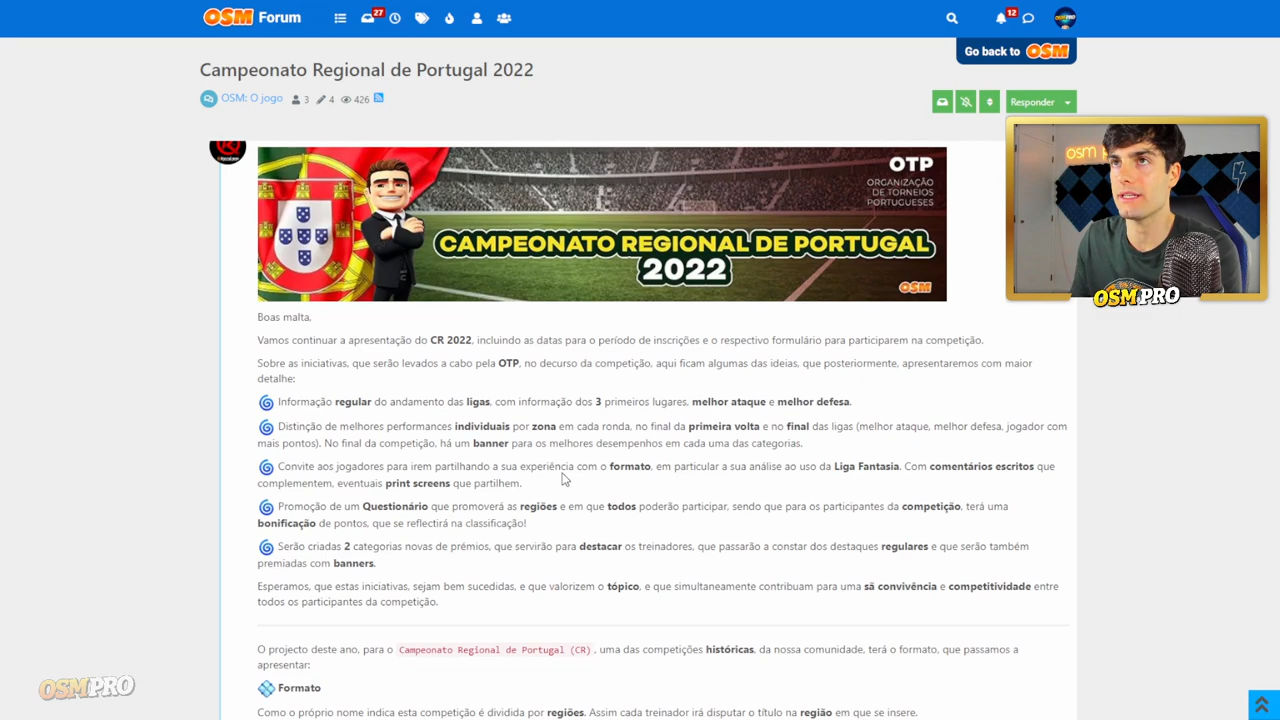 OSM Forum
27
12
Go back to OSM
Campeonato Regional de Portugal 2022
OSM: O jogo 3 4 426
Responder
OTP
ORGANIZAÇÃO
DE TORNEIOS
PORTUGUESES
CAMPEONATO REGIONAL DE PORTUGAL
2022
OSM
osm
OSM PRO
Boas malta,
Vamos continuar a apresentação do CR 2022, incluindo as datas para o período de inscrições e o respectivo formulário para participarem na competição.
Sobre as iniciativas, que serão levados a cabo pela OTP, no decurso da competição, aqui ficam algumas das ideias, que posteriormente, apresentaremos com maior
detalhe:
Informação regular do andamento das ligas, com informação dos 3 primeiros lugares, melhor ataque e melhor defesa.
Distinção de melhores performances individuais por zona em cada ronda, no final da primeira volta e no final das ligas (melhor ataque, melhor defesa, jogador com
mais pontos). No final da competição, há um banner para os melhores desempenhos em cada uma das categorias.
Convite aos jogadores para irem partilhando a sua experiência com o formato, em particular a sua análise ao uso da Liga Fantasia. Com comentários escritos que
complementem, eventuais print screens que partilhem.
Promoção de um Questionário que promoverá as regiões e em que todos poderão participar, sendo que para os participantes da competição, terá uma
bonificação de pontos, que se reflectirá na classificação!
Serão criadas 2 categorias novas de prémios, que servirão para destacar os treinadores, que passarão a constar dos destaques regulares e que serão também
premiadas com banners.
Esperamos, que estas iniciativas, sejam bem sucedidas, e que valorizem o tópico, e que simultaneamente contribuam para uma sã convivência e competitividade entre
todos os participantes da competição.
O projecto deste ano, para o Campeonato Regional de Portugal (CR), uma das competições históricas, da nossa comunidade, terá o formato, que passamos a
apresentar:
Formato
Como o próprio nome indica esta competição é dividida por regiões. Assim cada treinador irá disputar o título na região em que se insere.
OSMPRO